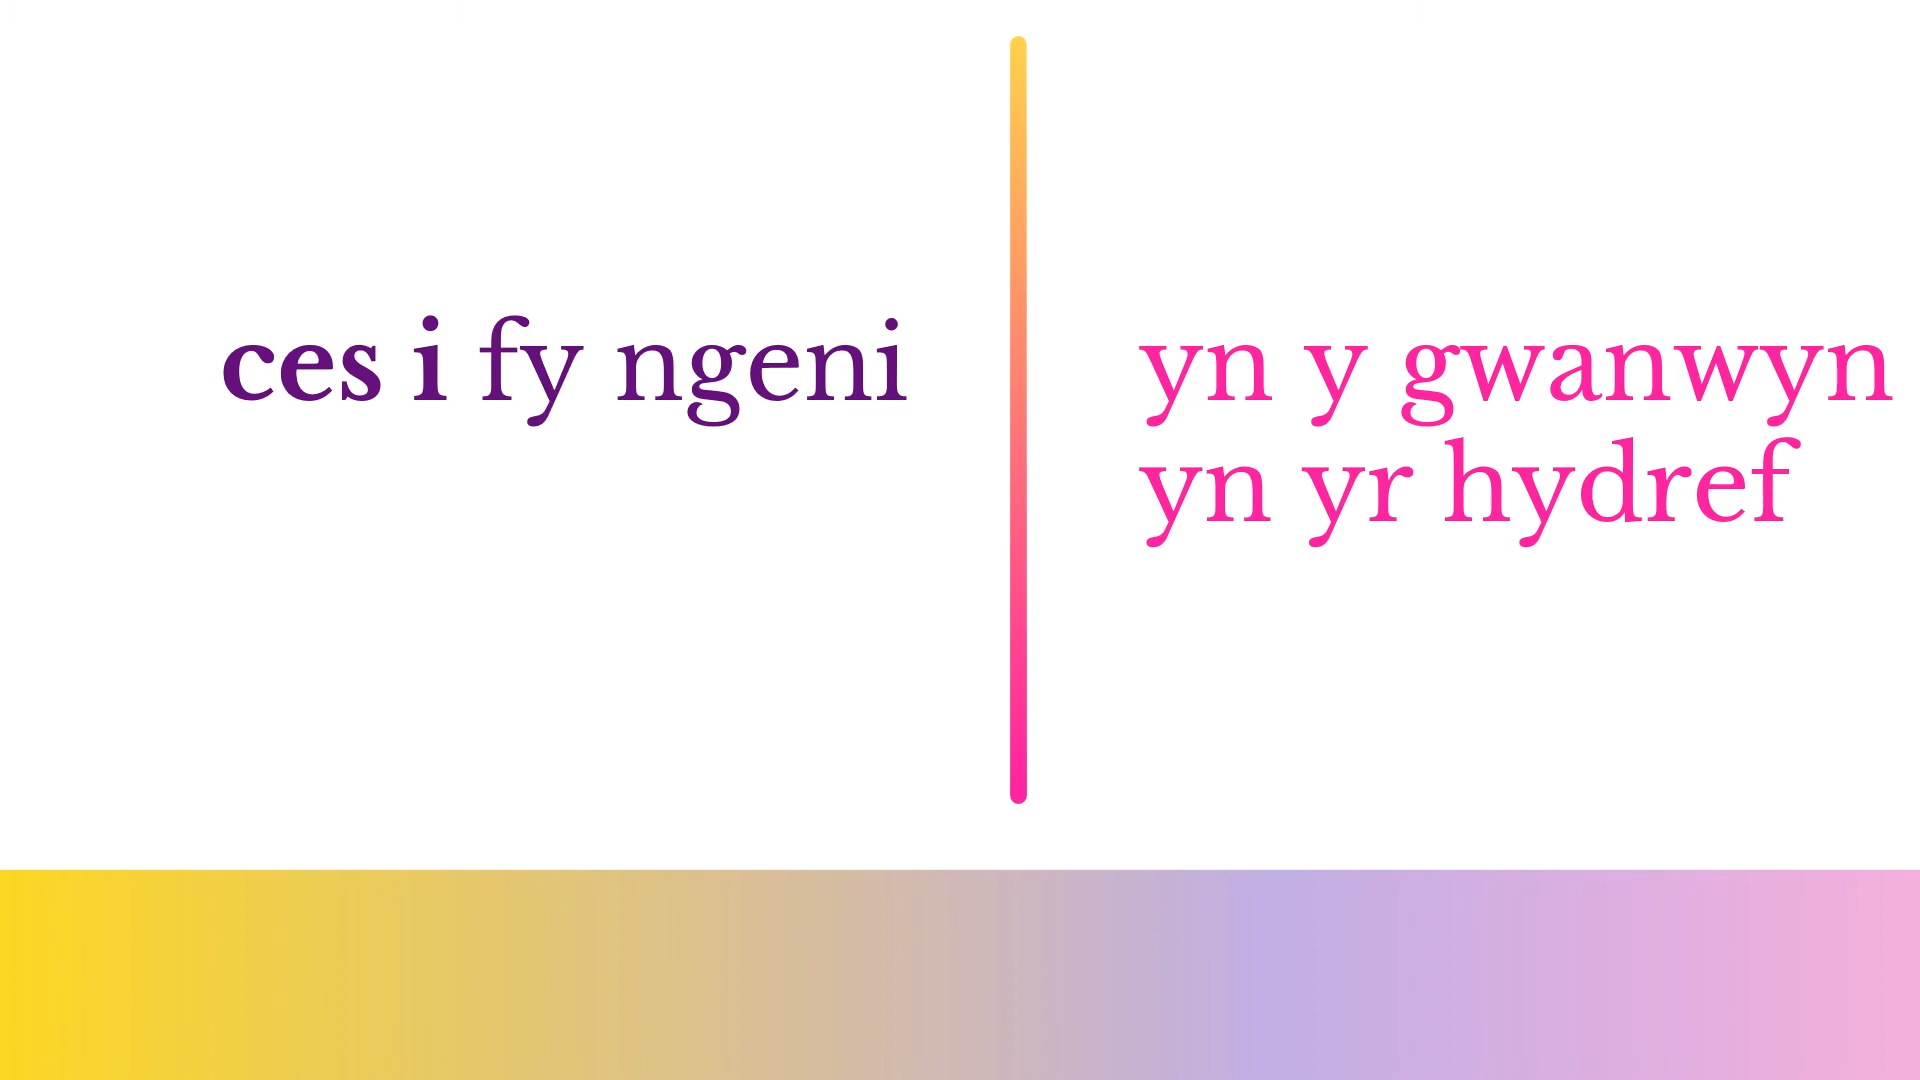 ces i fy ngeni
yn y gwanwyn
yn yr hydref